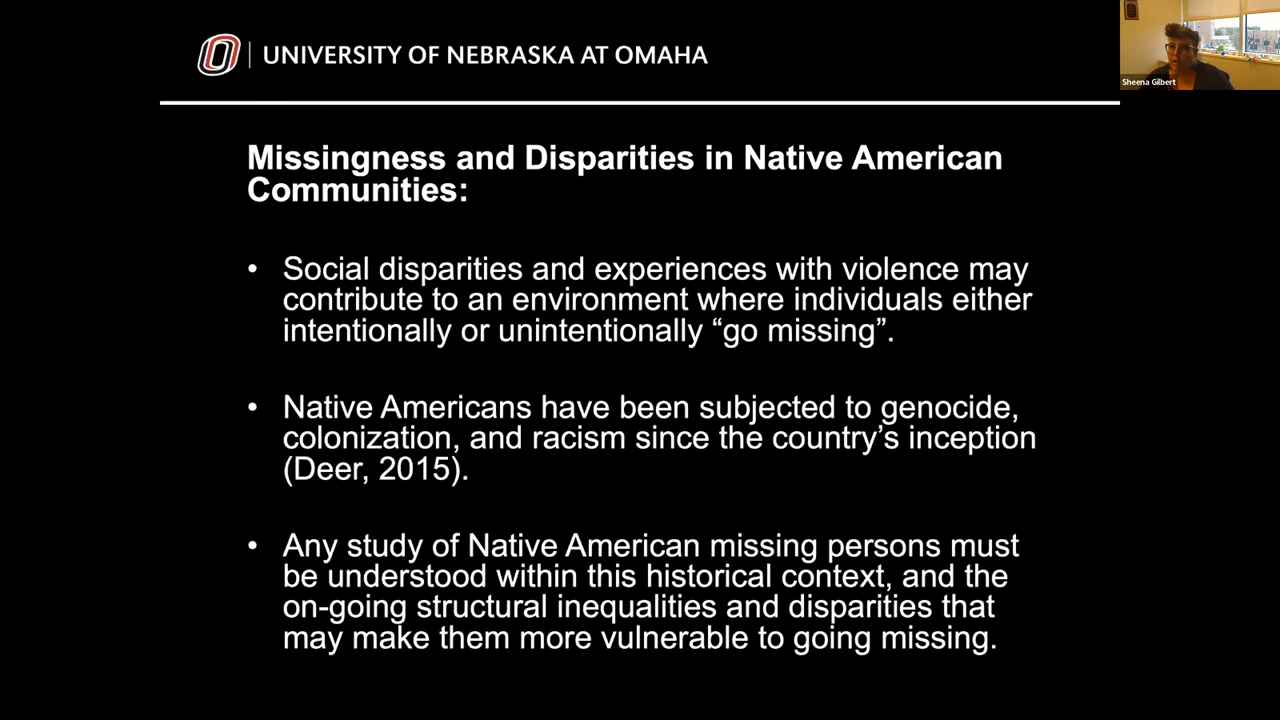 UNIVERSITY OF NEBRASKA AT OMAHA
Sheena Gilbert
Missingness and Disparities in Native American
Communities:
• Social disparities and experiences with violence may
contribute to an environment where individuals either
intentionally or unintentionally “go missing”.
• Native Americans have been subjected to genocide,
colonization, and racism since the country’s inception
(Deer, 2015).
• Any study of Native American missing persons must
be understood within this historical context, and the
on-going structural inequalities and disparities that
may make them more vulnerable to going missing.